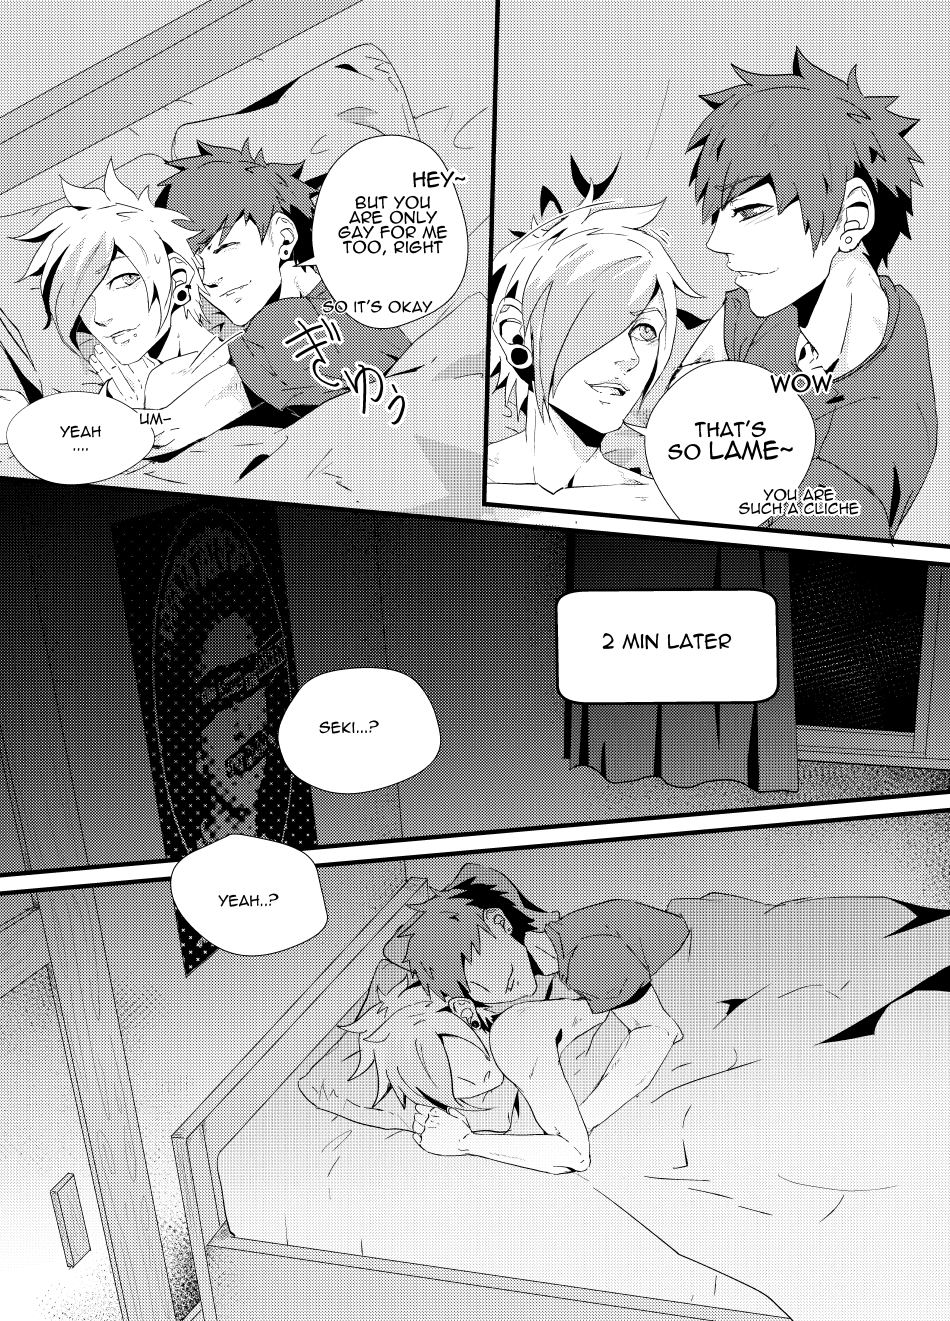 HEY~
BUT YOU
ARE ONLY
GAY FOR ME
TOO, RIGHT
SO IT'S OKAY
ぎゅぅ
UM-
YEAH
....
WOW
THAT'S
SO LAME~
YOU ARE
SUCH A CLICHE
2 MIN LATER
SEKI...?
YEAH..?